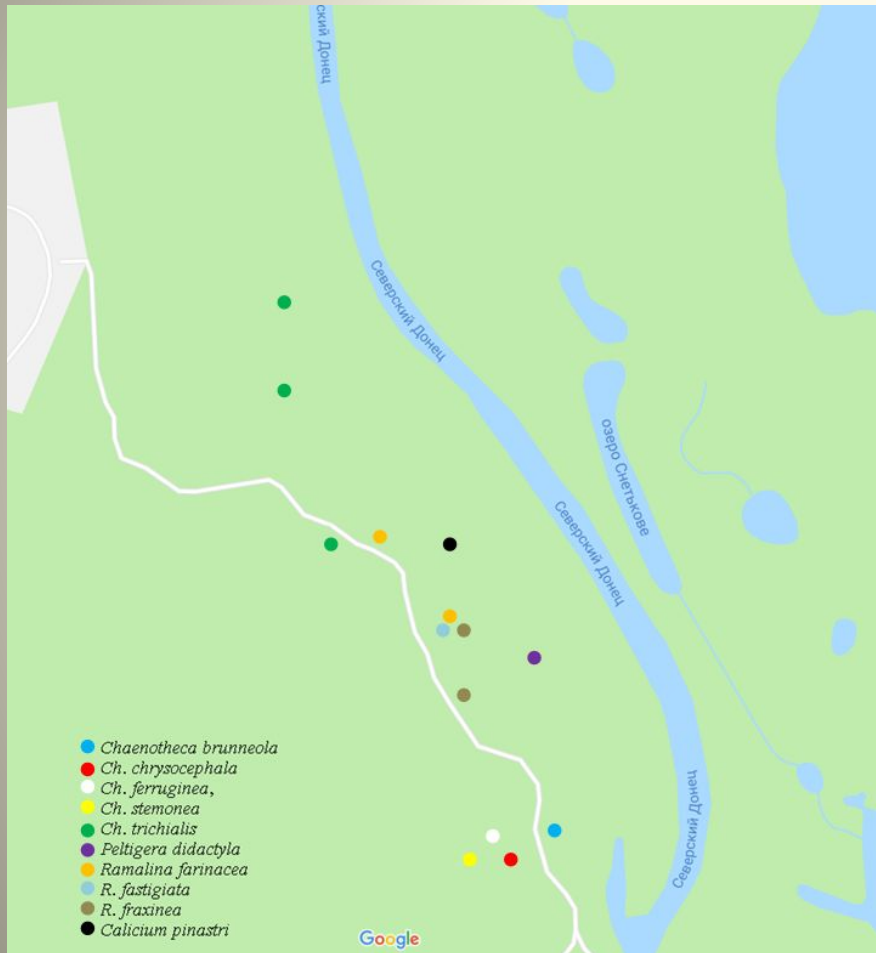 ский Донец
Северский Донец
озеро Снетькове
Северский Донец
Северский Донец
Chaenotheca brunneola
Ch. chrysocephala
Ch. ferruginea,
Ch. stemonea
Ch. trichialis
Peltigera didactyla
Ramalina farinacea
R. fastigiata
R. fraxinea
Calicium pinastri
Google